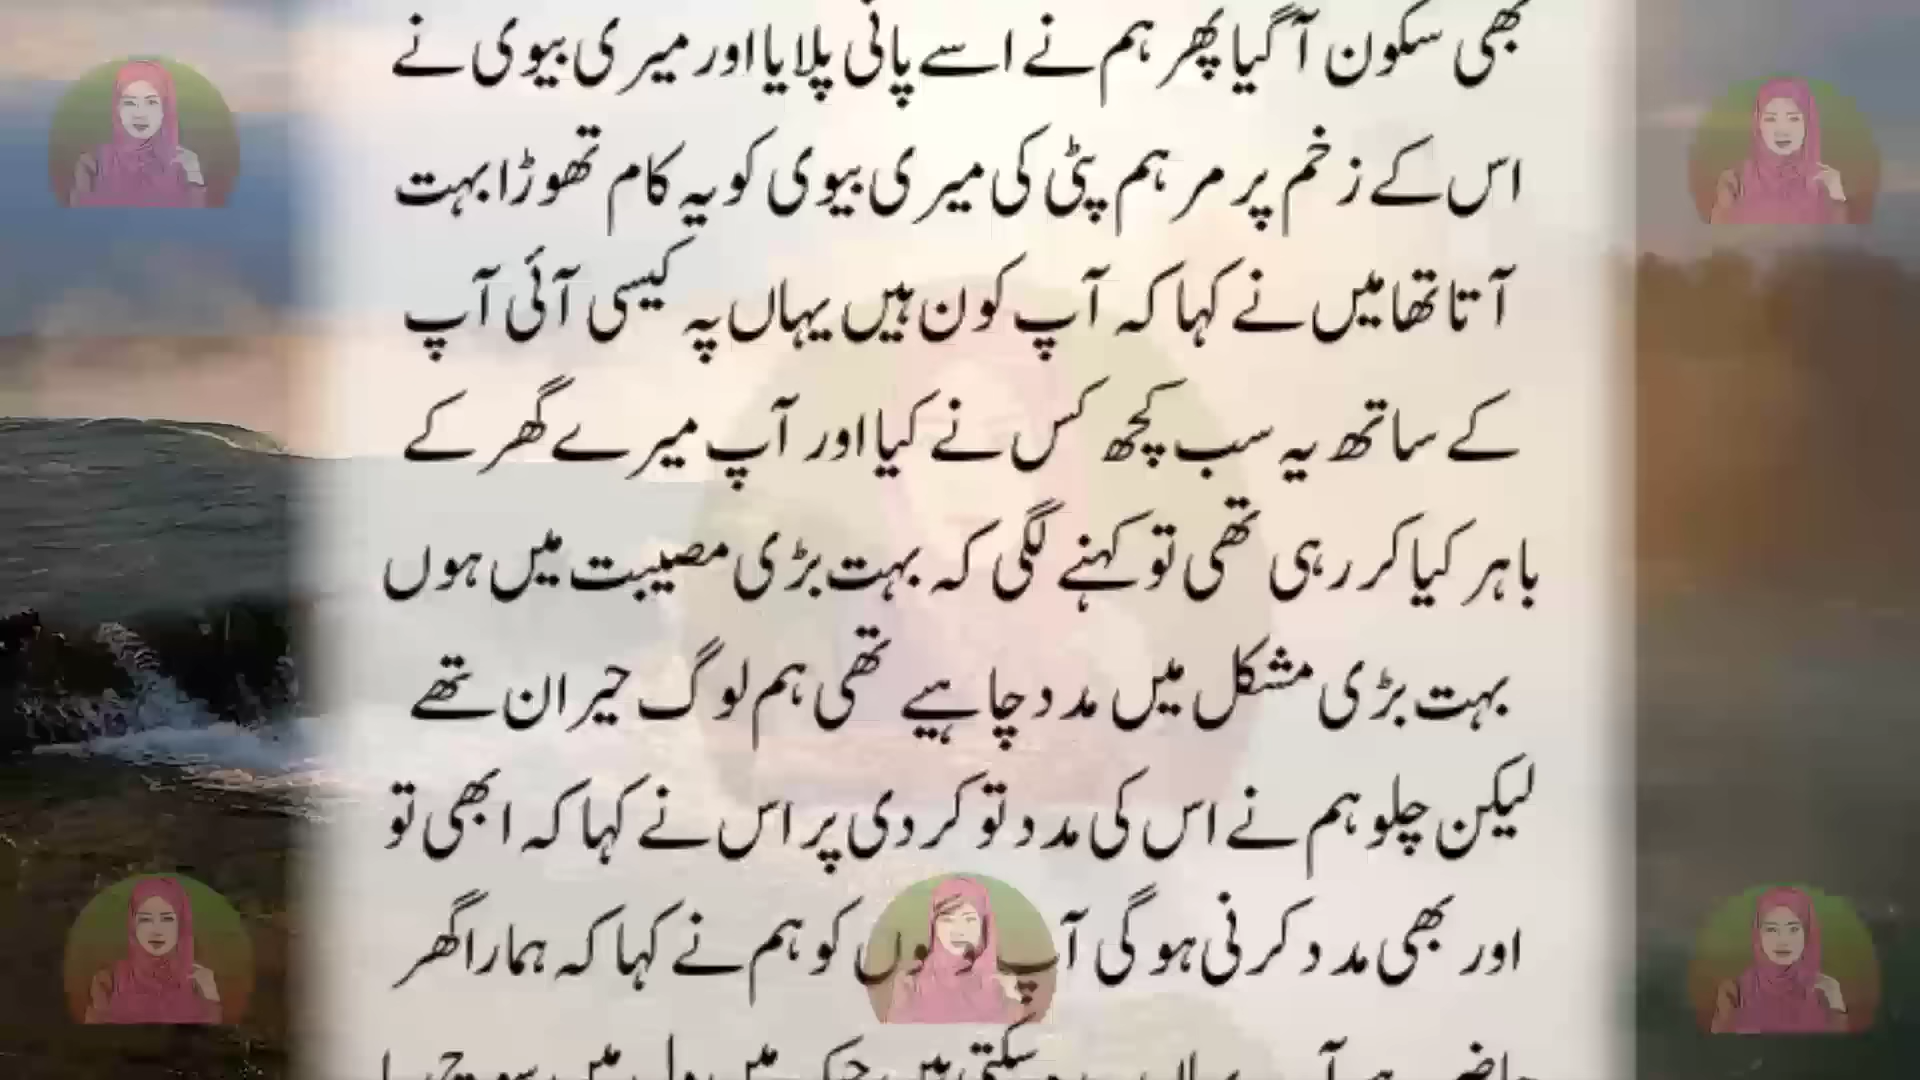 بھی سکون آ گیا پھر ہم نے اسے پانی پلایا اور میری بیوی نے
اس کے زخم پر مرہم پٹی کی میری بیوی کو یہ کام تھوڑا بہت
آتا تھا میں نے کہا کہ آپ کون ہیں یہاں پہ کیسی آئی آپ
کے ساتھ یہ سب کچھ کس نے کیا اور آپ میرے گھر کے
باہر کیا کر رہی تھی تو کہنے لگی کہ بہت بڑی مصیبت میں ہوں
بہت بڑی مشکل میں مدد چاہیے تھی ہم لوگ حیران تھے
لیکن چلو ہم نے اس کی مدد تو کر دی پر اس نے کہا کہ ابھی تو
اور بھی مدد کرنی ہو گی آپ لوگوں کو ہم نے کہا کہ ہمارا گھر